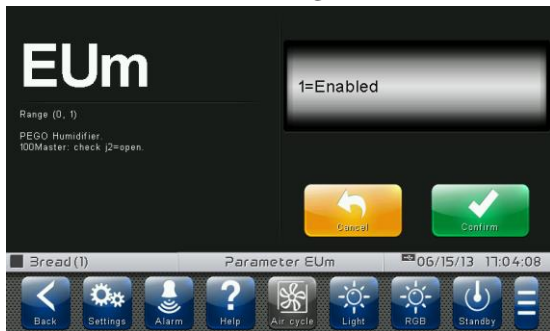 EUm
1=Enabled
Range (0, 1)
PEGO Humidifier.
100Master: check j2=open.
Cancel
Confirm
Bread(1)
Parameter EUm
06/15/13 17:04:08
Back
Settings
Alarm
Help
Air cycle
Light
RGB
Standby